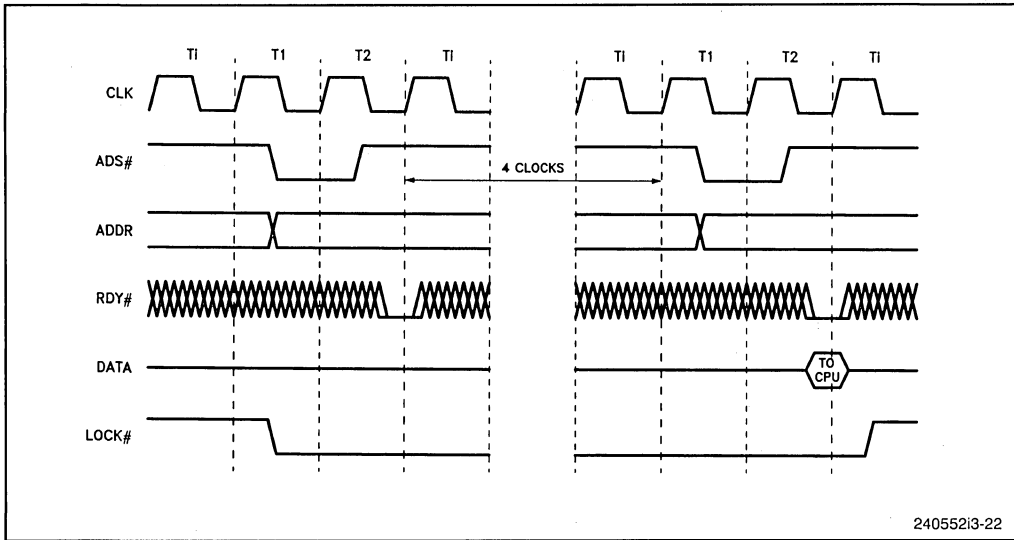 Ti T1 T2 Ti Ti T1 T2 Ti
CLK
ADS#
4 CLOCKS
ADDR
RDY#
DATA
TO
CPU
LOCK#
240552i3-22